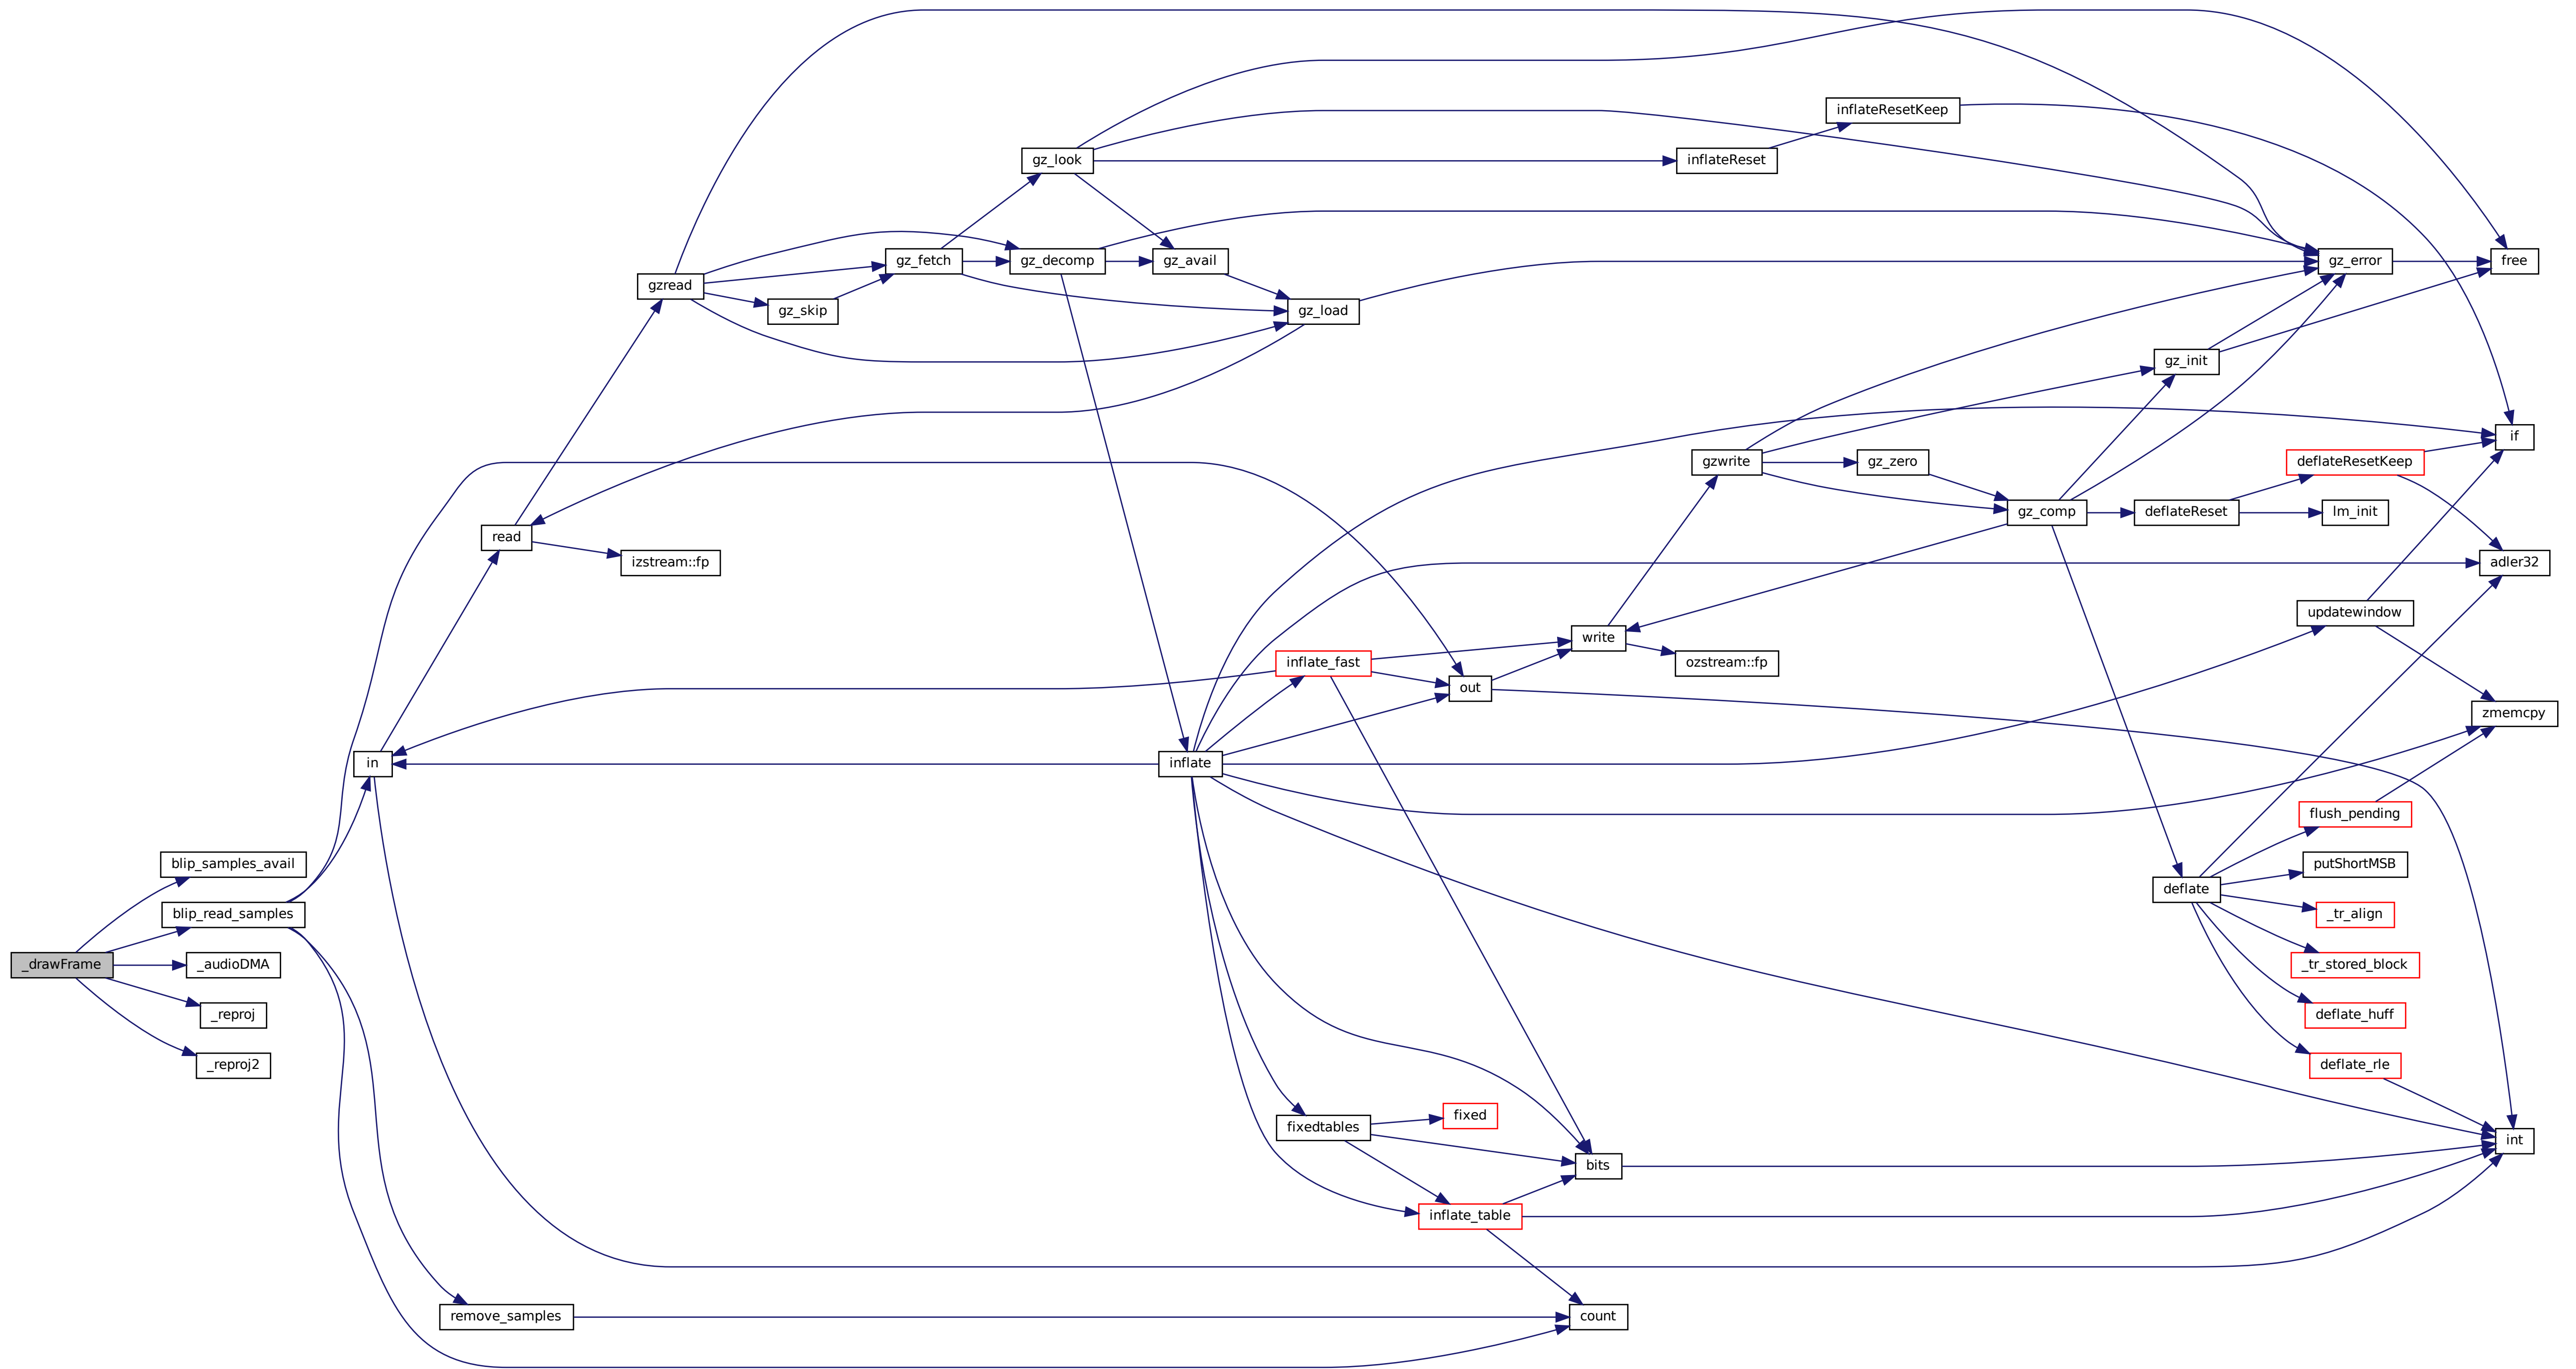 _drawFrame
blip_samples_avail
blip_read_samples
_audioDMA
_reproj
_reproj2
in
read
remove_samples
gzread
izstream::fp
gz_skip
gz_fetch
gz_look
gz_decomp
gz_avail
gz_load
inflate
inflate_fast
fixedtables
out
fixed
inflate_table
write
bits
count
inflateReset
gzwrite
ozstream::fp
inflateResetKeep
gz_zero
gz_comp
gz_init
deflateReset
deflate
gz_error
deflateResetKeep
lm_init
updatewindow
flush_pending
putShortMSB
_tr_align
_tr_stored_block
deflate_huff
deflate_rle
free
if
adler32
zmemcpy
int